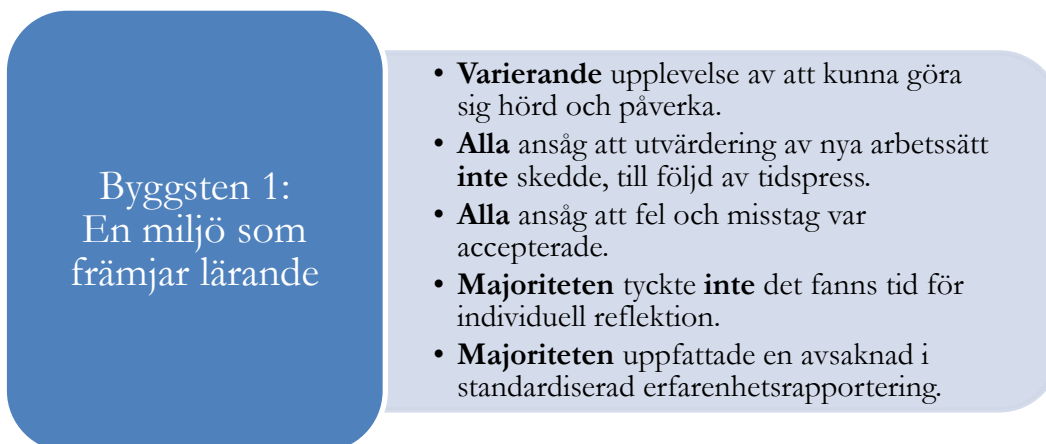 Byggsten 1:
En miljö som
främjar lärande
• Varierande upplevelse av att kunna göra
sig hörd och påverka.
• Alla ansåg att utvärdering av nya arbetssätt
inte skedde, till följd av tidspress.
• Alla ansåg att fel och misstag var
accepterade.
• Majoriteten tyckte inte det fanns tid för
individuell reflektion.
• Majoriteten uppfattade en avsaknad i
standardiserad erfarenhetsrapportering.